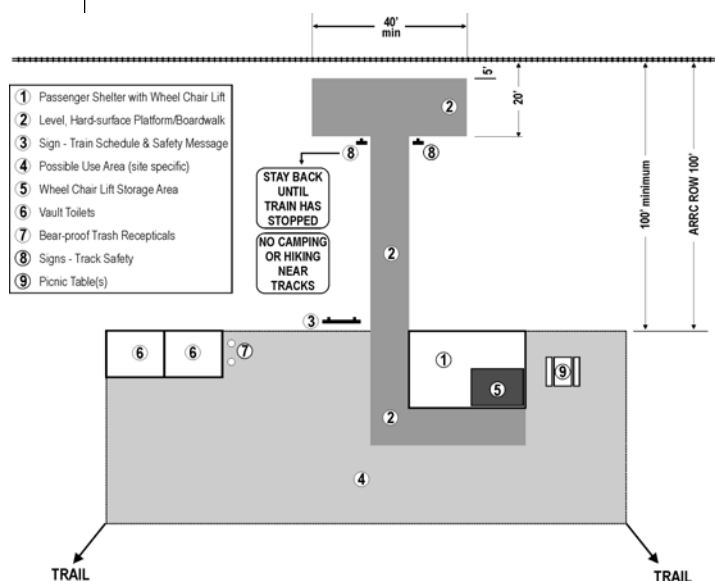 40'
min
5'
20'
100' minimum
ARRC ROW 100'
1 Passenger Shelter with Wheel Chair Lift
2 Level, Hard-surface Platform/Boardwalk
3 Sign - Train Schedule & Safety Message
4 Possible Use Area (site specific)
5 Wheel Chair Lift Storage Area
6 Vault Toilets
7 Bear-proof Trash Recepticals
8 Signs - Track Safety
9 Picnic Table(s)
2
8
8
STAY BACK
UNTIL
TRAIN HAS
STOPPED
NO CAMPING
OR HIKING
NEAR
TRACKS
2
3
6
6
7
1
9
5
2
4
TRAIL
TRAIL